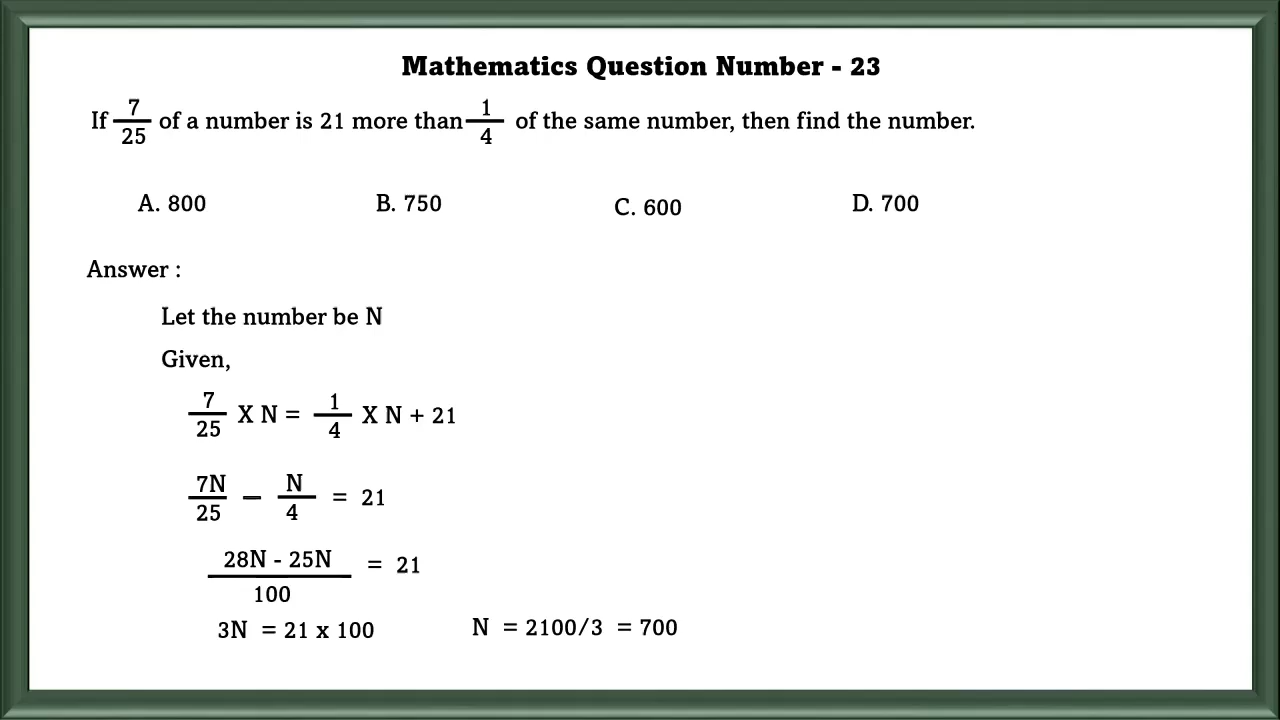 Mathematics Question Number - 23
If 7/25 of a number is 21 more than 1/4 of the same number, then find the number.
A. 800 B. 750 C. 600 D. 700
Answer :
Let the number be N
Given,
7/25 X N = 1/4 X N + 21
7N/25 − N/4 = 21
28N - 25N/100 = 21
3N = 21 x 100 N = 2100/3 = 700